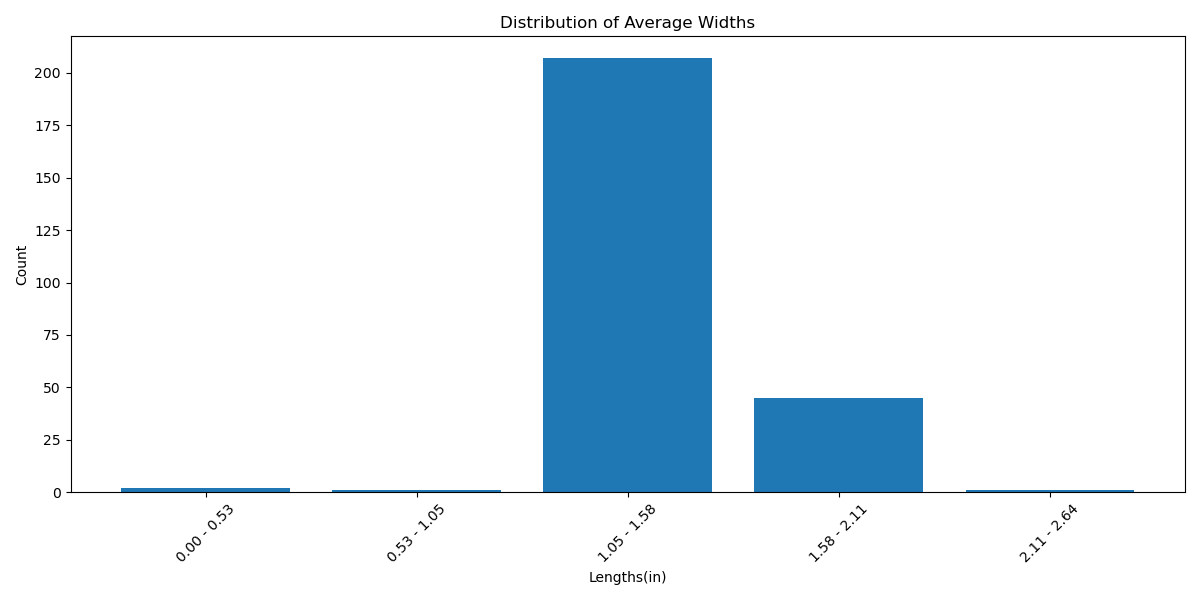 Distribution of Average Widths
200
175
150
125
100
75
50
25
0
Count
0.00 - 0.53
0.53 - 1.05
1.05 - 1.58
1.58 - 2.11
2.11 - 2.64
Lengths(in)